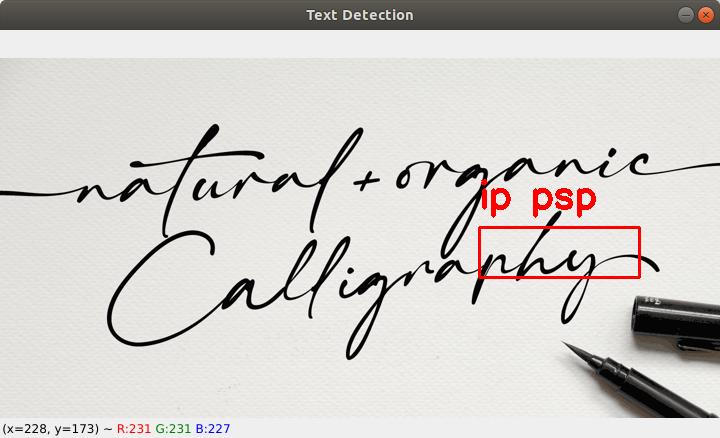 Text Detection
natural + organic
ip psp
Calligraphy
(x=228, y=173) ~ R:231 G:231 B:227